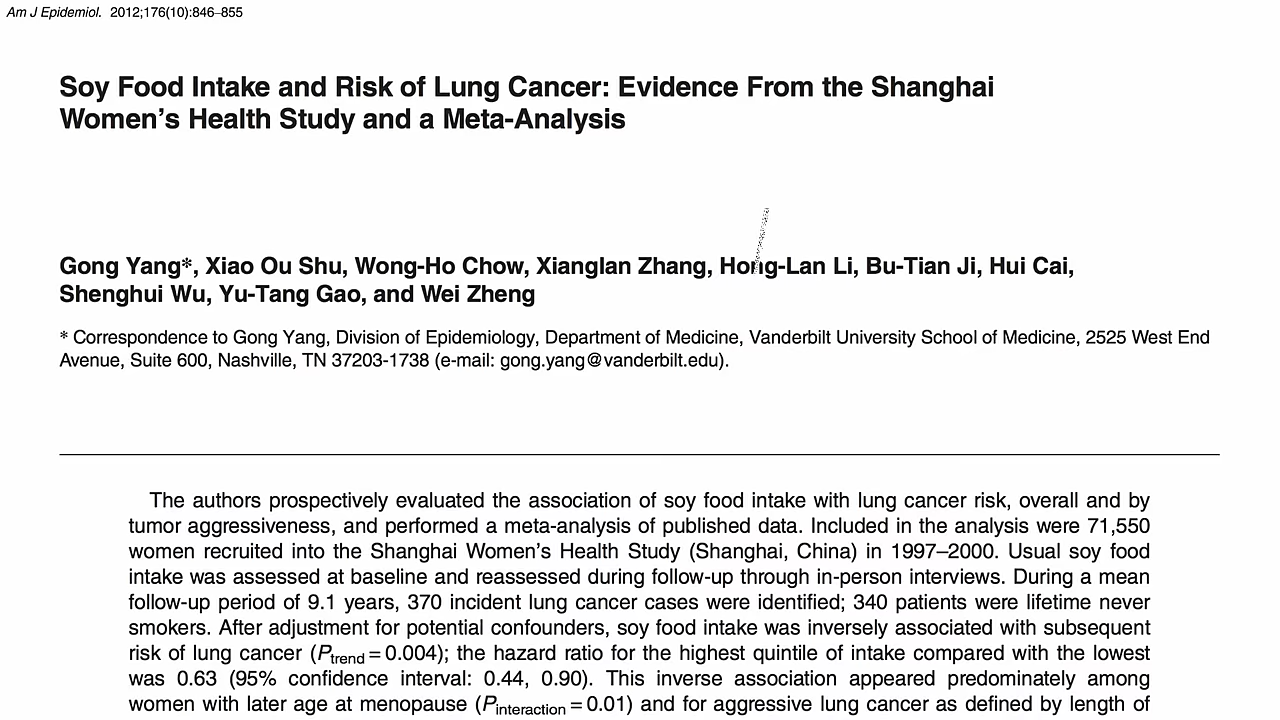 Am J Epidemiol. 2012;176(10):846–855
Soy Food Intake and Risk of Lung Cancer: Evidence From the Shanghai
Women's Health Study and a Meta-Analysis
Gong Yang*, Xiao Ou Shu, Wong-Ho Chow, Xianglan Zhang, Hong-Lan Li, Bu-Tian Ji, Hui Cai,
Shenghui Wu, Yu-Tang Gao, and Wei Zheng
* Correspondence to Gong Yang, Division of Epidemiology, Department of Medicine, Vanderbilt University School of Medicine, 2525 West End
Avenue, Suite 600, Nashville, TN 37203-1738 (e-mail: gong.yang@vanderbilt.edu).
The authors prospectively evaluated the association of soy food intake with lung cancer risk, overall and by
tumor aggressiveness, and performed a meta-analysis of published data. Included in the analysis were 71,550
women recruited into the Shanghai Women's Health Study (Shanghai, China) in 1997–2000. Usual soy food
intake was assessed at baseline and reassessed during follow-up through in-person interviews. During a mean
follow-up period of 9.1 years, 370 incident lung cancer cases were identified; 340 patients were lifetime never
smokers. After adjustment for potential confounders, soy food intake was inversely associated with subsequent
risk of lung cancer (Ptrend = 0.004); the hazard ratio for the highest quintile of intake compared with the lowest
was 0.63 (95% confidence interval: 0.44, 0.90). This inverse association appeared predominately among
women with later age at menopause (Pinteraction = 0.01) and for aggressive lung cancer as defined by length of